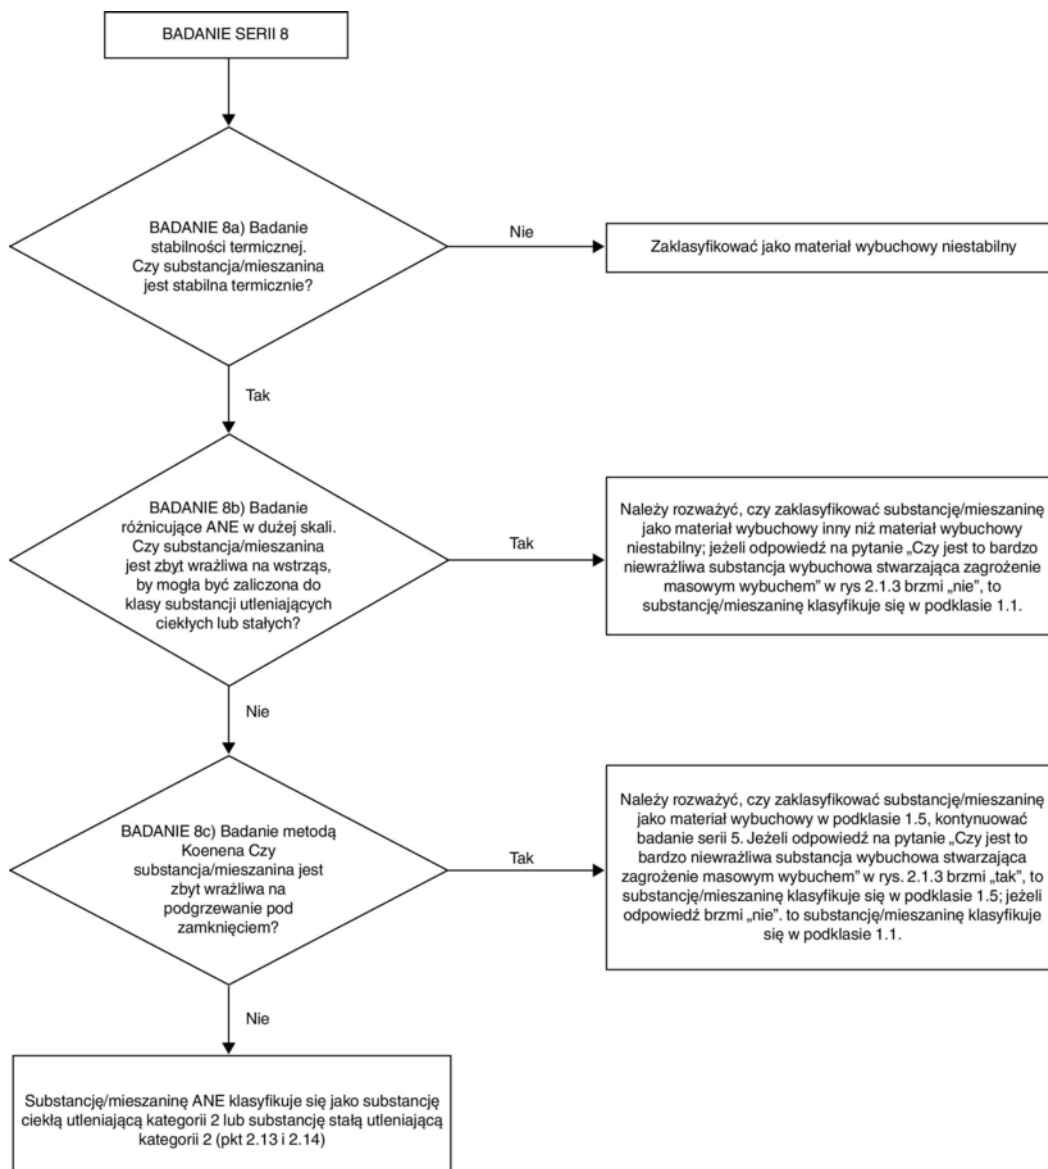 BADANIE SERII 8
BADANIE 8a) Badanie
stabilności termicznej.
Czy substancja/mieszanina
jest stabilna termicznie?
Nie
Zaklasyfikować jako materiał wybuchowy niestabilny
Tak
BADANIE 8b) Badanie
różnicujące ANE w dużej skali.
Czy substancja/mieszanina
jest zbyt wrażliwa na wstrząs,
by mogła być zaliczona do
klasy substancji utleniających
ciekłych lub stałych?
Tak
Należy rozważyć, czy zaklasyfikować substancję/mieszaninę
jako materiał wybuchowy inny niż materiał wybuchowy
niestabilny; jeżeli odpowiedź na pytanie „Czy jest to bardzo
niewrażliwa substancja wybuchowa stwarzająca zagrożenie
masowym wybuchem” w rys 2.1.3 brzmi „nie”, to
substancję/mieszaninę klasyfikuje się w podklasie 1.1.
Nie
BADANIE 8c) Badanie metodą
Koenena Czy
substancja/mieszanina jest
zbyt wrażliwa na
podgrzewanie pod
zamknięciem?
Tak
Należy rozważyć, czy zaklasyfikować substancję/mieszaninę
jako materiał wybuchowy w podklasie 1.5, kontynuować
badanie serii 5. Jeżeli odpowiedź na pytanie „Czy jest to
bardzo niewrażliwa substancja wybuchowa stwarzająca
zagrożenie masowym wybuchem” w rys. 2.1.3 brzmi „tak”, to
substancję/mieszaninę klasyfikuje się w podklasie 1.5; jeżeli
odpowiedź brzmi „nie”. to substancję/mieszaninę klasyfikuje
się w podklasie 1.1.
Nie
Substancję/mieszaninę ANE klasyfikuje się jako substancję
ciekłą utleniającą kategorii 2 lub substancję stałą utleniającą
kategorii 2 (pkt 2.13 i 2.14)